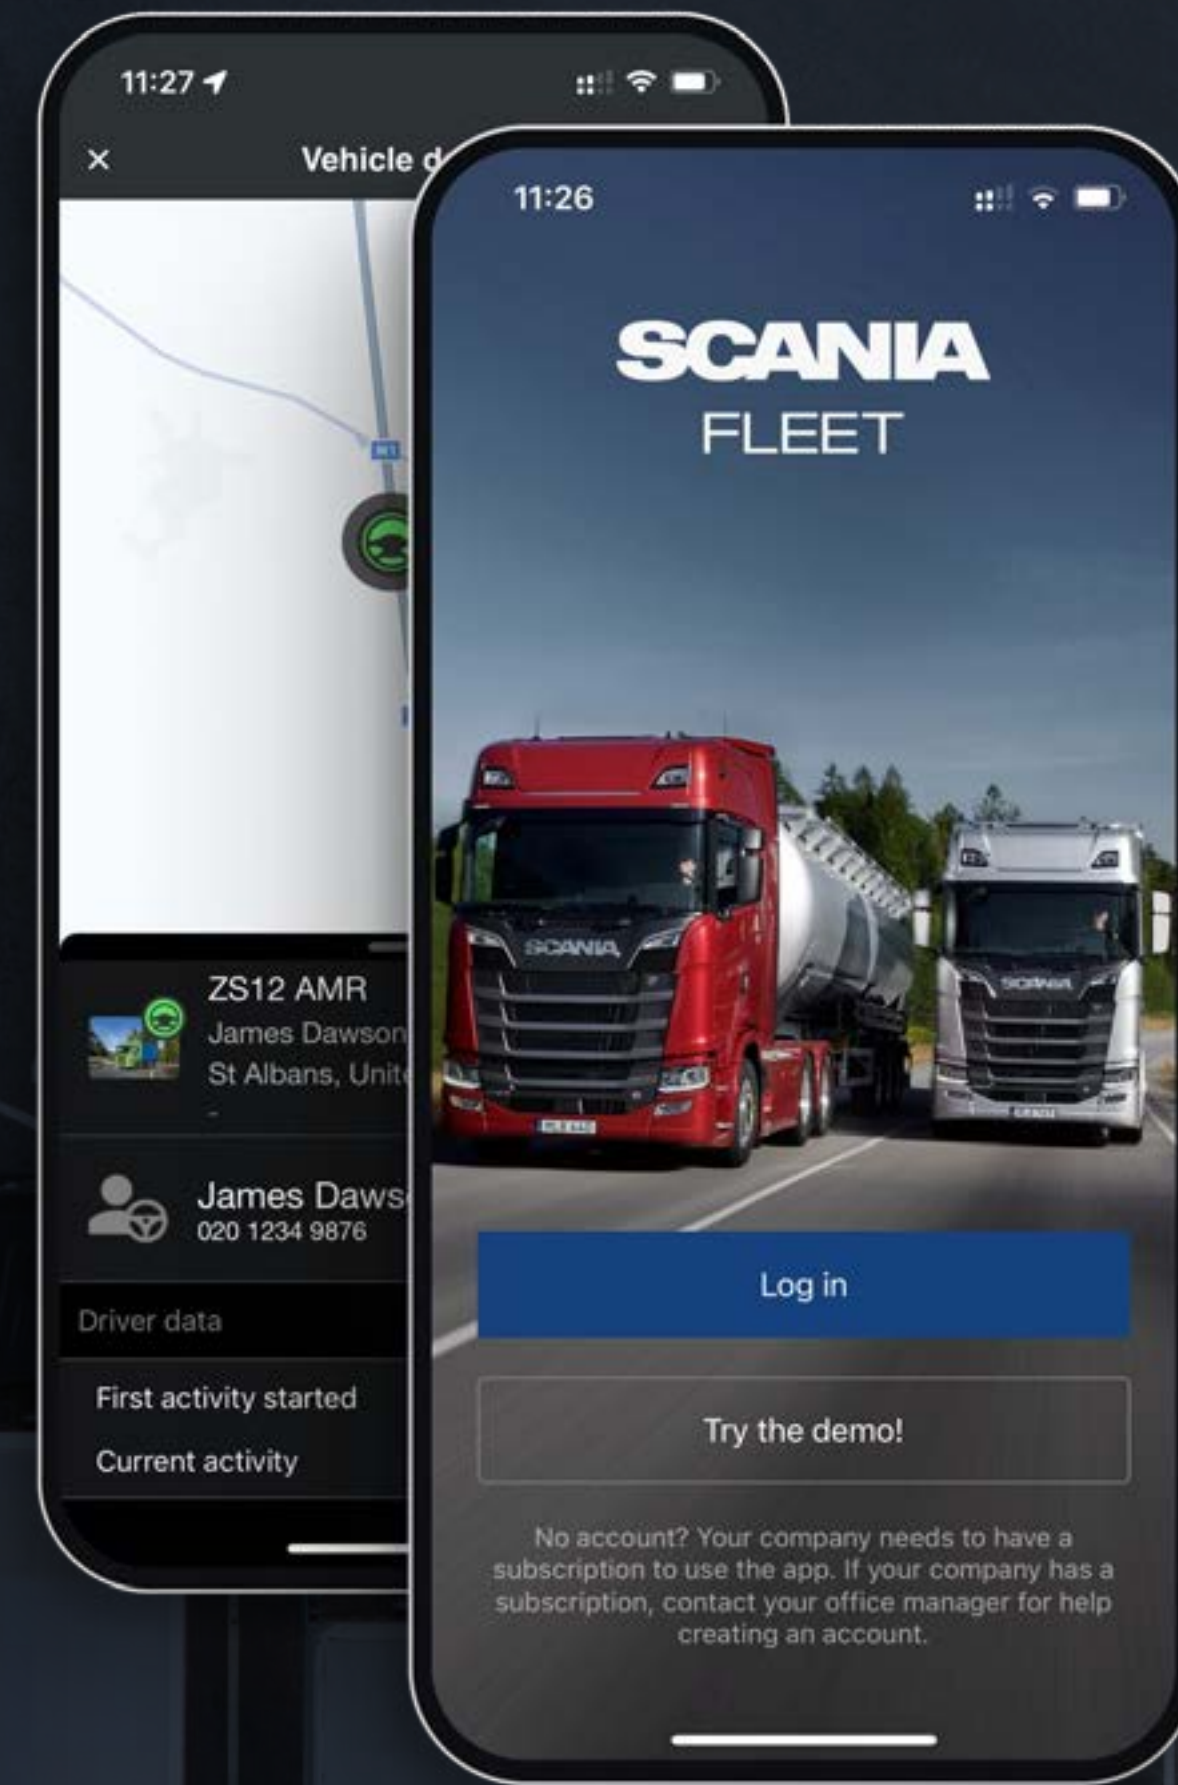 11:27
Vehicle d
M1
ZS12 AMR
James Dawson
St Albans, Unite
-
James Daws
020 1234 9876
Driver data
First activity started
Current activity
11:26
SCANIA
FLEET
SCANIA
SCANIA
Log in
Try the demo!
No account? Your company needs to have a
subscription to use the app. If your company has a
subscription, contact your office manager for help
creating an account.